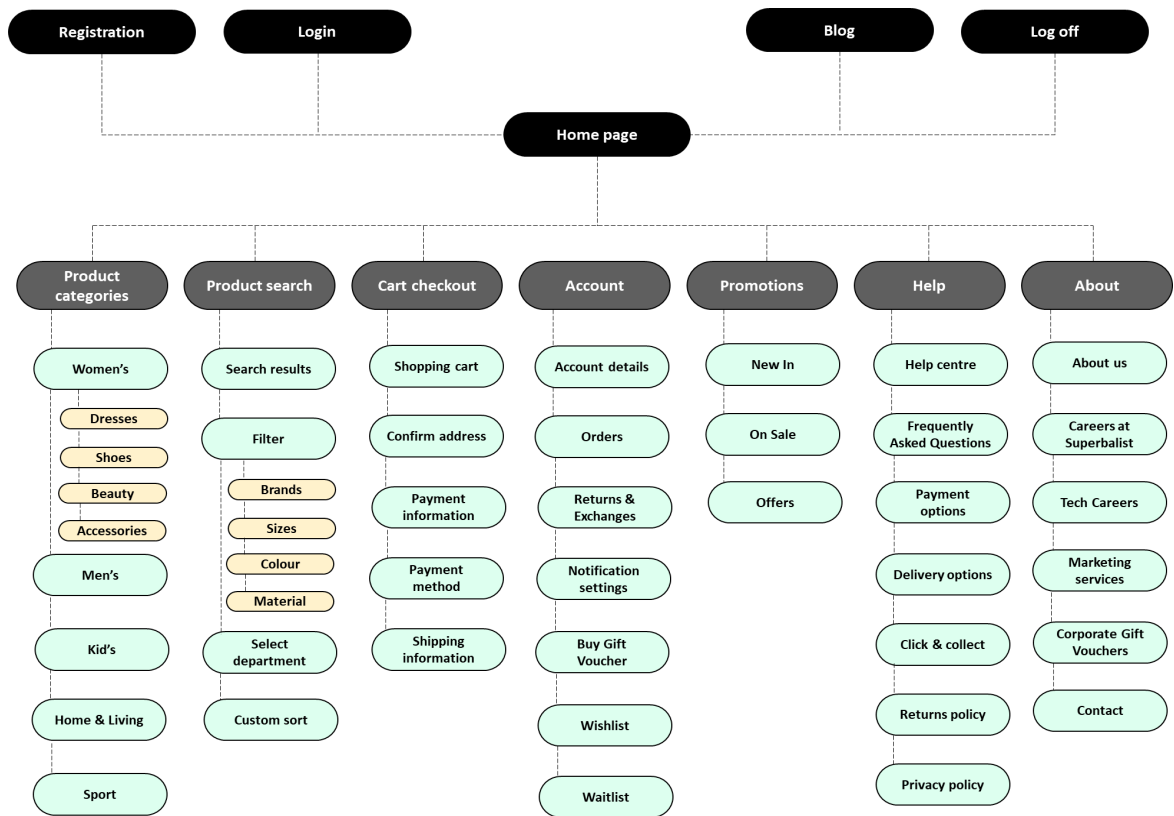 Registration
Login
Blog
Log off
Home page
Product
categories
Product search
Cart checkout
Account
Promotions
Help
About
Women's
Dresses
Shoes
Beauty
Accessories
Men's
Kid's
Home & Living
Sport
Search results
Filter
Brands
Sizes
Colour
Material
Select
department
Custom sort
Shopping cart
Confirm address
Payment
information
Payment
method
Shipping
information
Account details
Orders
Returns &
Exchanges
Notification
settings
Buy Gift
Voucher
Wishlist
Waitlist
New In
On Sale
Offers
Help centre
Frequently
Asked Questions
Payment
options
Delivery options
Click & collect
Returns policy
Privacy policy
About us
Careers at
Superbalist
Tech Careers
Marketing
services
Corporate Gift
Vouchers
Contact